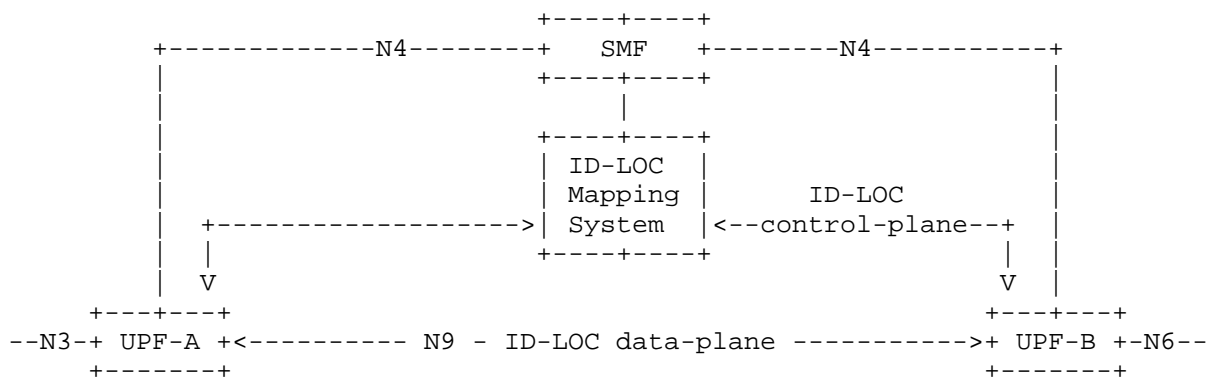 N4 SMF N4
ID-LOC
Mapping ID-LOC
System control-plane
V V
N3 UPF-A N9 - ID-LOC data-plane UPF-B N6